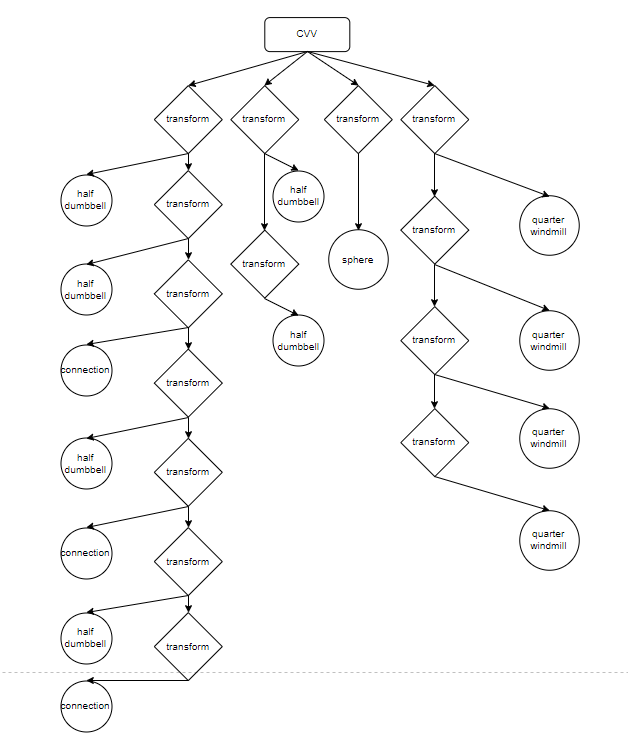 CVV
transform
transform
transform
transform
half
dumbbell
transform
half
dumbbell
quarter
windmill
transform
half
dumbbell
transform
transform
sphere
transform
connection
half
dumbbell
transform
quarter
windmill
transform
half
dumbbell
transform
transform
quarter
windmill
connection
transform
quarter
windmill
half
dumbbell
transform
connection